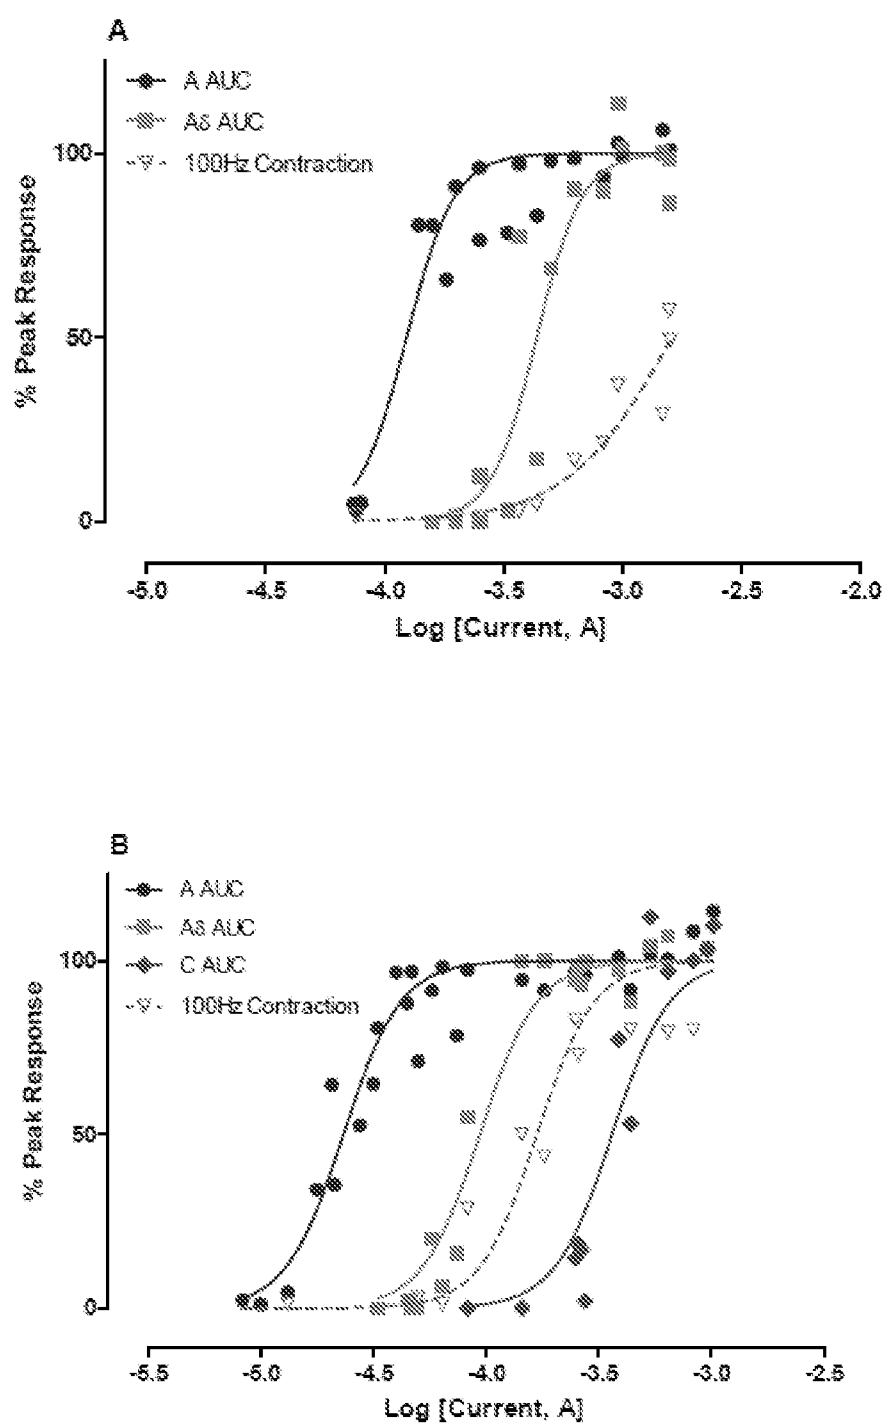 A
A AUC
Aδ AUC
100Hz Contraction
100
50
0
% Peak Response
-5.0 -4.5 -4.0 -3.5 -3.0 -2.5 -2.0
Log [Current, A]
B
A AUC
Aδ AUC
C AUC
100Hz Contraction
100
50
0
% Peak Response
-5.5 -5.0 -4.5 -4.0 -3.5 -3.0 -2.5
Log [Current, A]